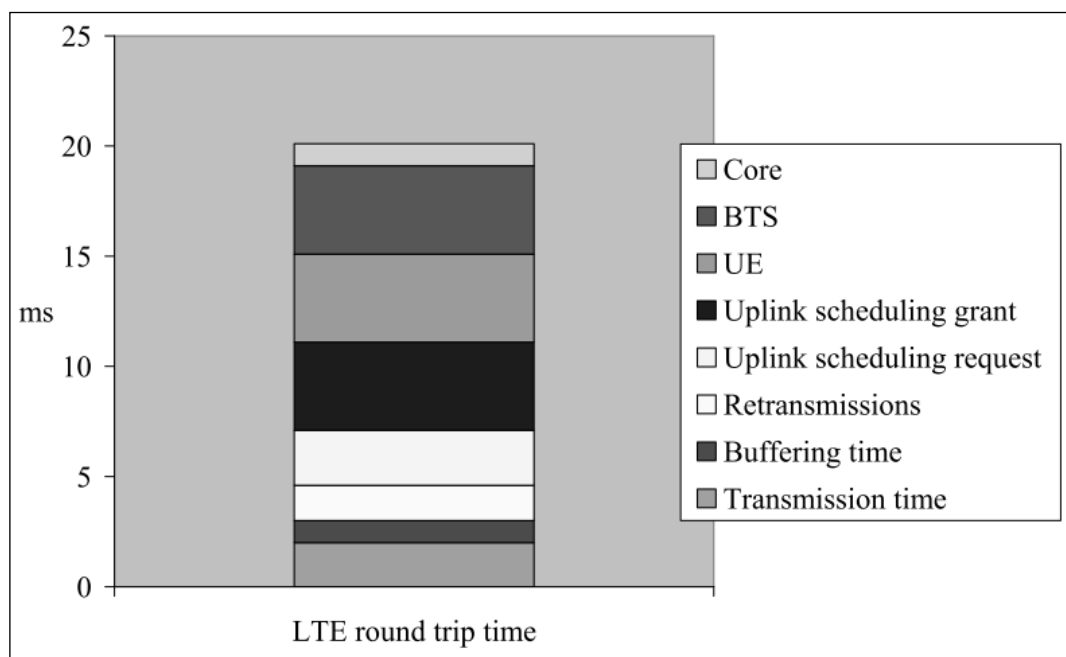 25
20
15
10
5
0
ms
LTE round trip time
Core
BTS
UE
Uplink scheduling grant
Uplink scheduling request
Retransmissions
Buffering time
Transmission time